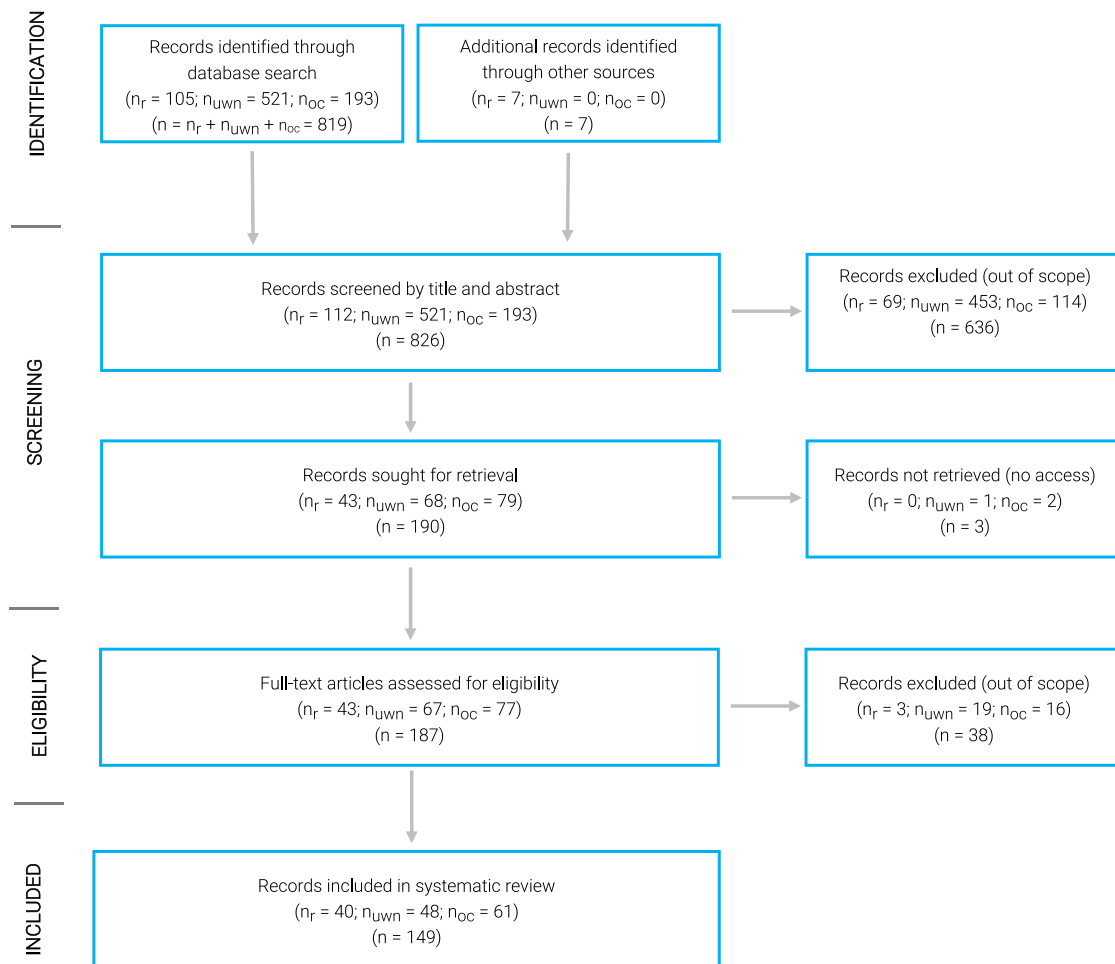 IDENTIFICATION
Records identified through
database search
(nr = 105; nuwn = 521; noc = 193)
(n = nr + nuwn + noc = 819)
Additional records identified
through other sources
(nr = 7; nuwn = 0; noc = 0)
(n = 7)
SCREENING
Records screened by title and abstract
(nr = 112; nuwn = 521; noc = 193)
(n = 826)
Records excluded (out of scope)
(nr = 69; nuwn = 453; noc = 114)
(n = 636)
Records sought for retrieval
(nr = 43; nuwn = 68; noc = 79)
(n = 190)
Records not retrieved (no access)
(nr = 0; nuwn = 1; noc = 2)
(n = 3)
ELIGIBILITY
Full-text articles assessed for eligibility
(nr = 43; nuwn = 67; noc = 77)
(n = 187)
Records excluded (out of scope)
(nr = 3; nuwn = 19; noc = 16)
(n = 38)
INCLUDED
Records included in systematic review
(nr = 40; nuwn = 48; noc = 61)
(n = 149)